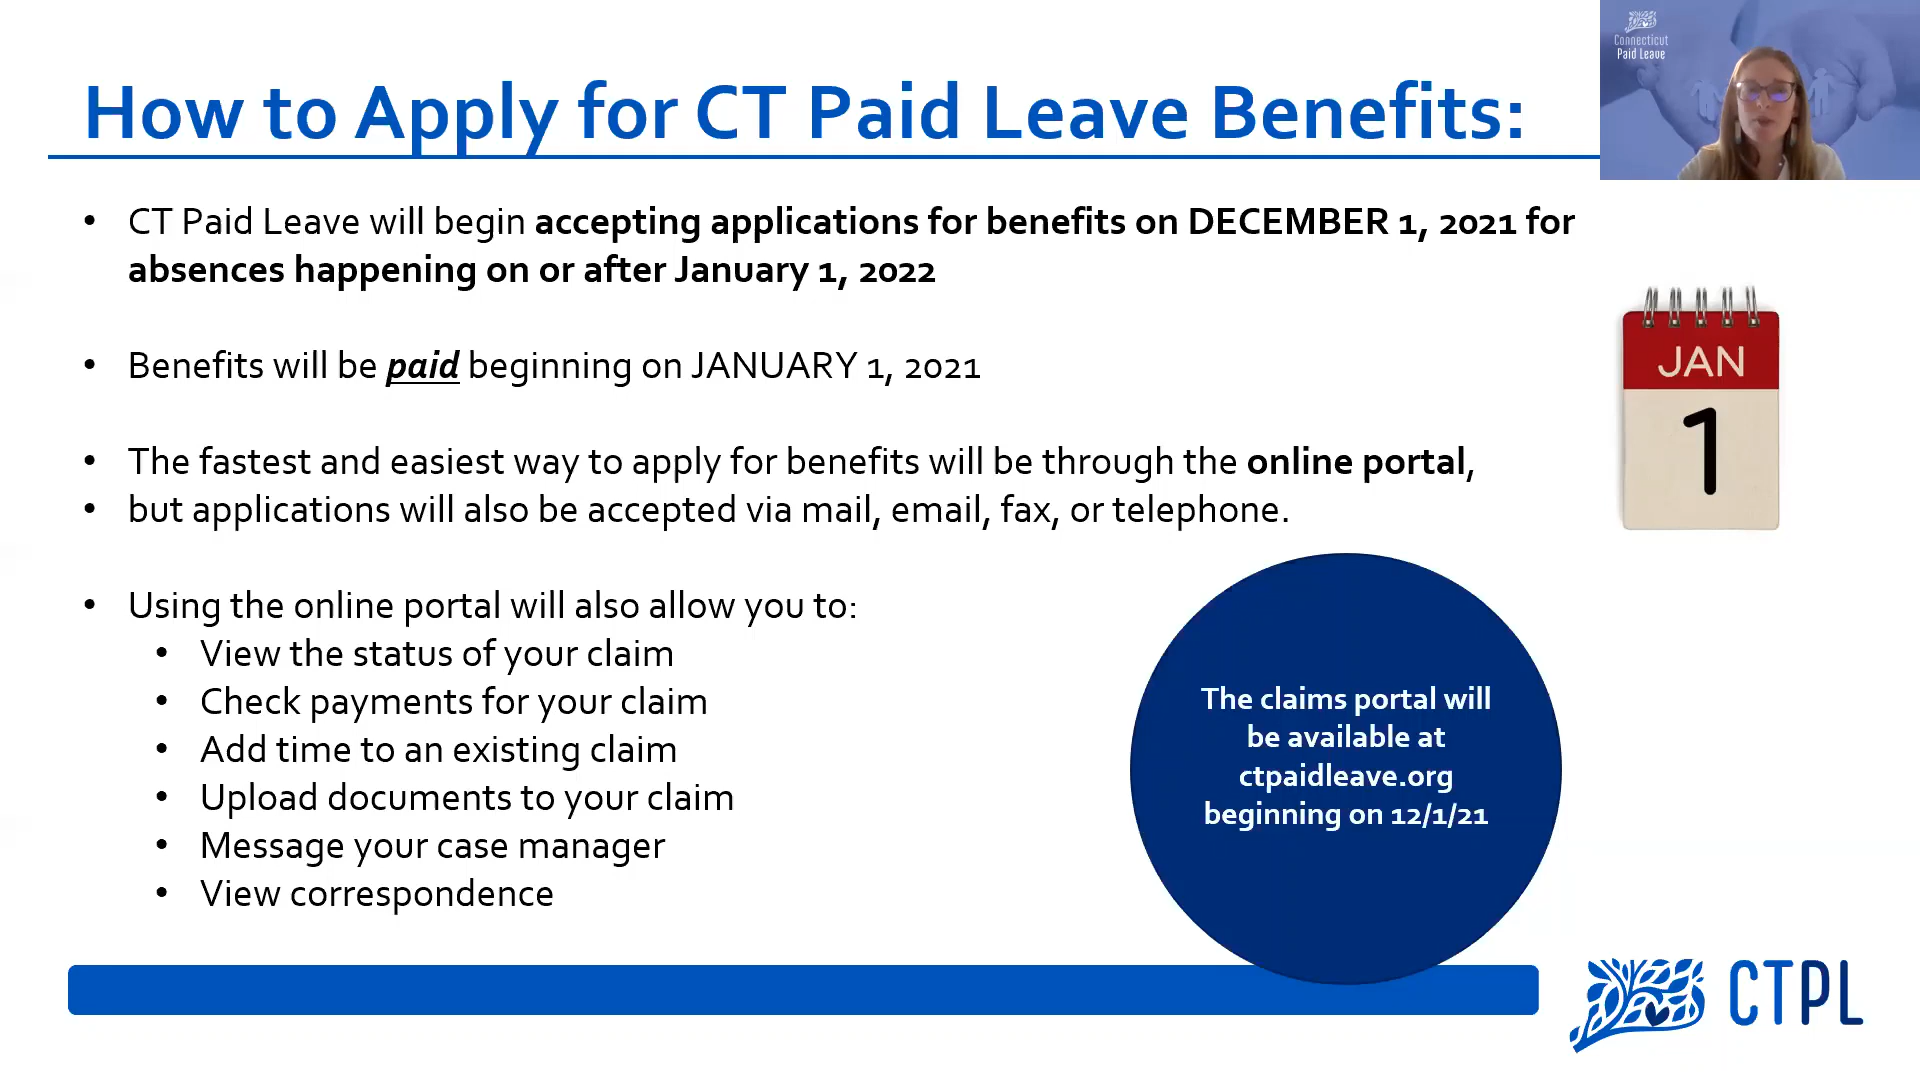 How to Apply for CT Paid Leave Benefits:
Connecticut
Paid Leave
• CT Paid Leave will begin accepting applications for benefits on DECEMBER 1, 2021 for
absences happening on or after January 1, 2022
• Benefits will be paid beginning on JANUARY 1, 2021
• The fastest and easiest way to apply for benefits will be through the online portal,
• but applications will also be accepted via mail, email, fax, or telephone.
JAN
1
• Using the online portal will also allow you to:
• View the status of your claim
• Check payments for your claim
• Add time to an existing claim
• Upload documents to your claim
• Message your case manager
• View correspondence
The claims portal will
be available at
ctpaidleave.org
beginning on 12/1/21
CTPL